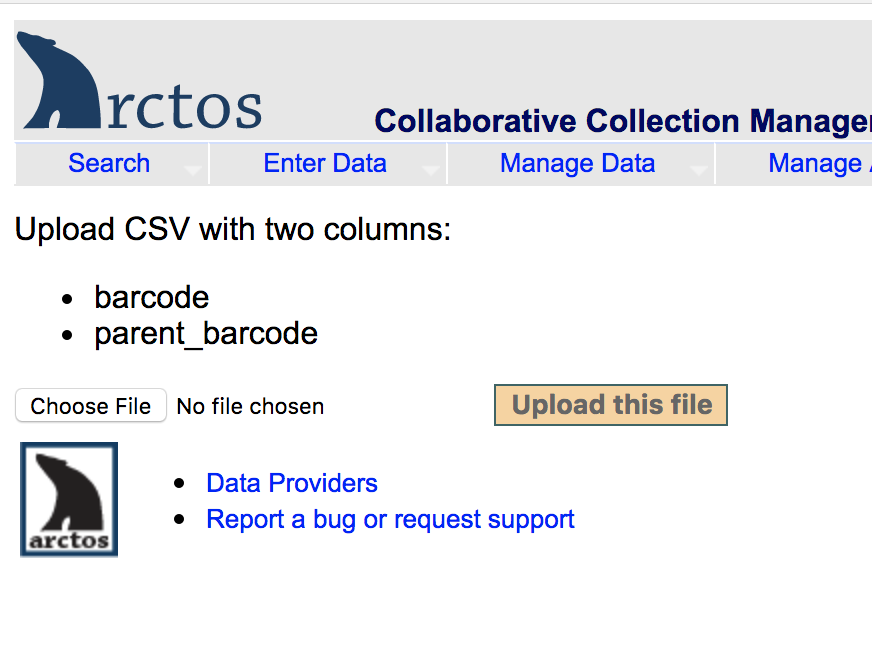 arctos
Collaborative Collection Manage
Search Enter Data Manage Data Manage
Upload CSV with two columns:
• barcode
• parent_barcode
Choose File No file chosen Upload this file
• Data Providers
• Report a bug or request support
arctos